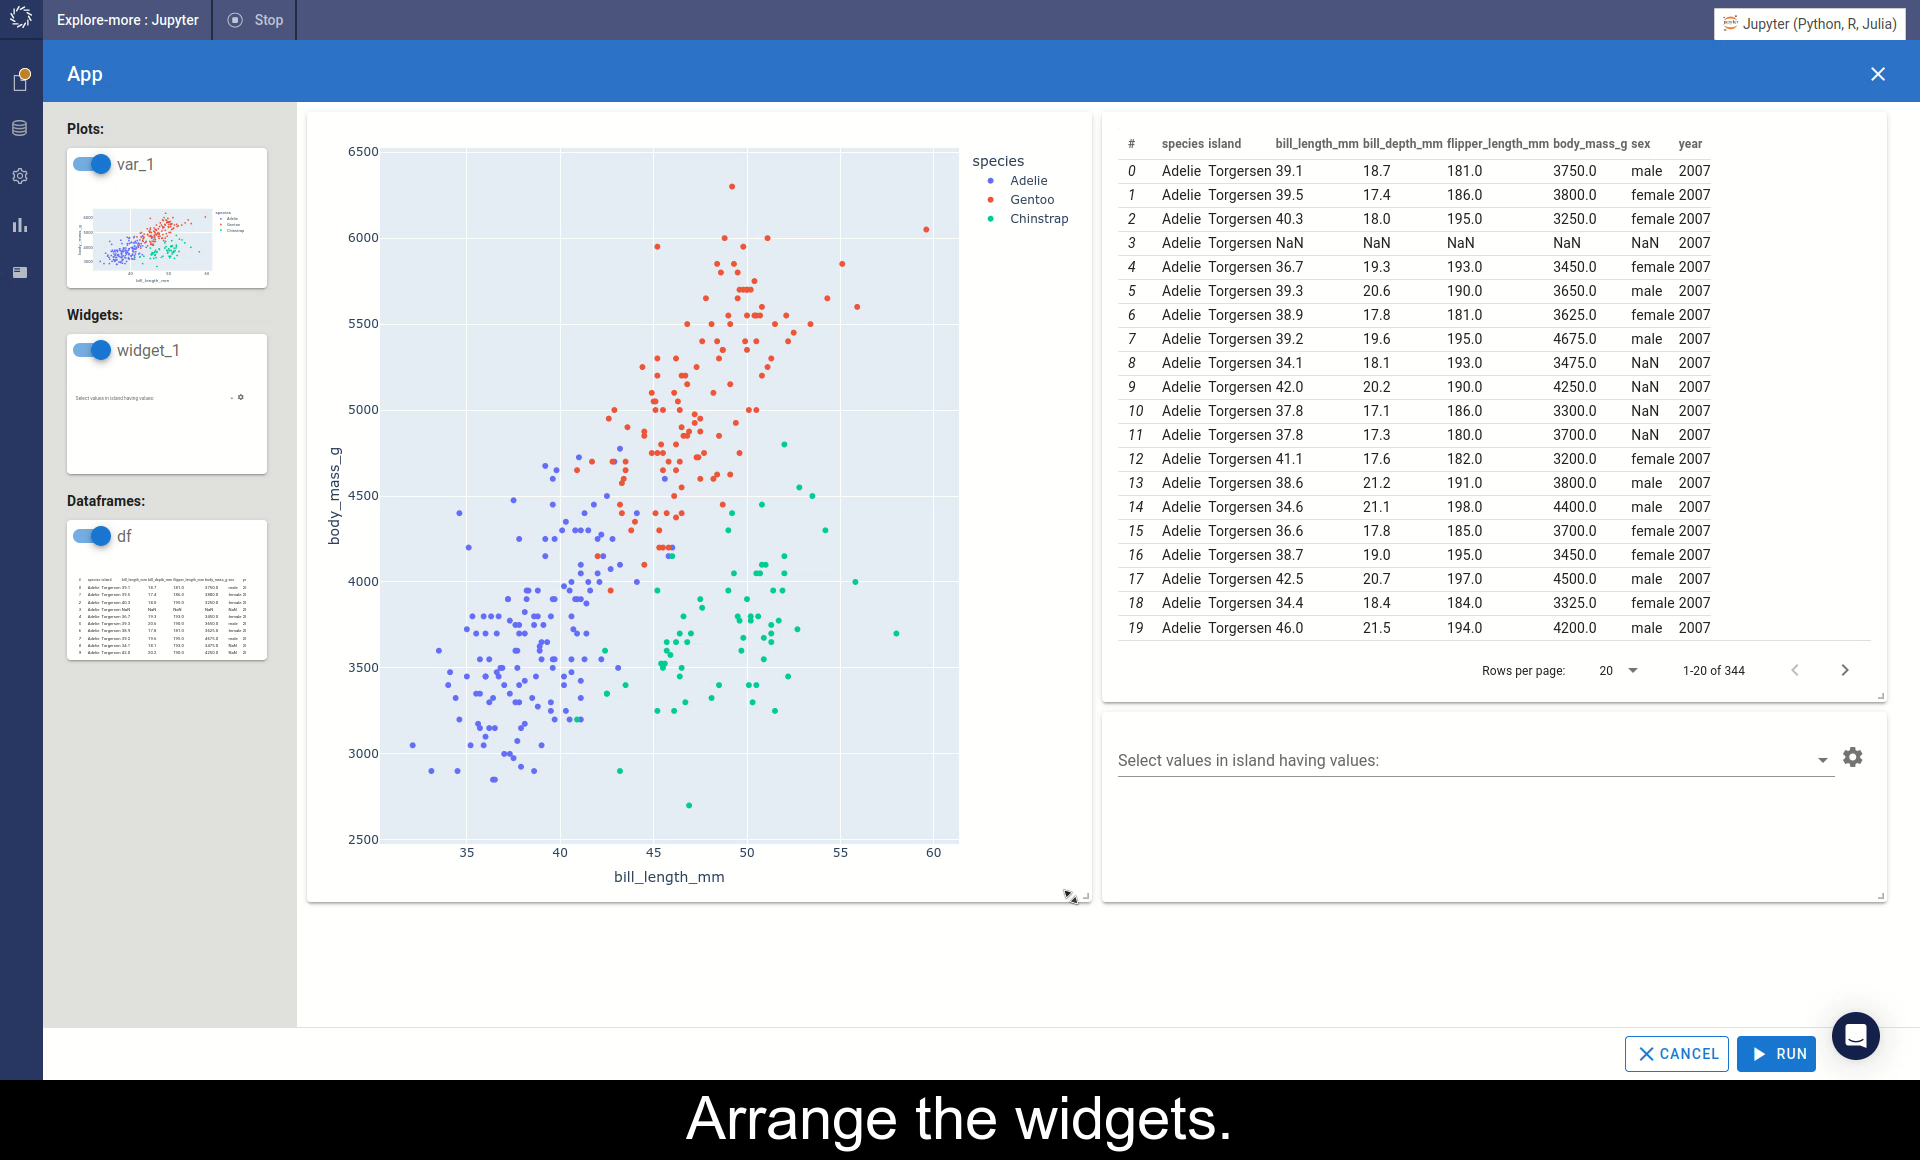 Explore-more : Jupyter
Stop
Jupyter (Python, R, Julia)
App
Plots:
var_1
Widgets:
widget_1
Select values in island having values:
Dataframes:
df
6500
6000
5500
5000
4500
4000
3500
3000
2500
body_mass_g
35 40 45 50 55 60
bill_length_mm
species
Adelie
Gentoo
Chinstrap
# species island bill_length_mm bill_depth_mm flipper_length_mm body_mass_g sex year
0 Adelie Torgersen 39.1 18.7 181.0 3750.0 male 2007
1 Adelie Torgersen 39.5 17.4 186.0 3800.0 female 2007
2 Adelie Torgersen 40.3 18.0 195.0 3250.0 female 2007
3 Adelie Torgersen NaN NaN NaN NaN NaN 2007
4 Adelie Torgersen 36.7 19.3 193.0 3450.0 female 2007
5 Adelie Torgersen 39.3 20.6 190.0 3650.0 male 2007
6 Adelie Torgersen 38.9 17.8 181.0 3625.0 female 2007
7 Adelie Torgersen 39.2 19.6 195.0 4675.0 male 2007
8 Adelie Torgersen 34.1 18.1 193.0 3475.0 NaN 2007
9 Adelie Torgersen 42.0 20.2 190.0 4250.0 NaN 2007
10 Adelie Torgersen 37.8 17.1 186.0 3300.0 NaN 2007
11 Adelie Torgersen 37.8 17.3 180.0 3700.0 NaN 2007
12 Adelie Torgersen 41.1 17.6 182.0 3200.0 female 2007
13 Adelie Torgersen 38.6 21.2 191.0 3800.0 male 2007
14 Adelie Torgersen 34.6 21.1 198.0 4400.0 male 2007
15 Adelie Torgersen 36.6 17.8 185.0 3700.0 female 2007
16 Adelie Torgersen 38.7 19.0 195.0 3450.0 female 2007
17 Adelie Torgersen 42.5 20.7 197.0 4500.0 male 2007
18 Adelie Torgersen 34.4 18.4 184.0 3325.0 female 2007
19 Adelie Torgersen 46.0 21.5 194.0 4200.0 male 2007
Rows per page: 20 1-20 of 344
Select values in island having values:
CANCEL
RUN
Arrange the widgets.